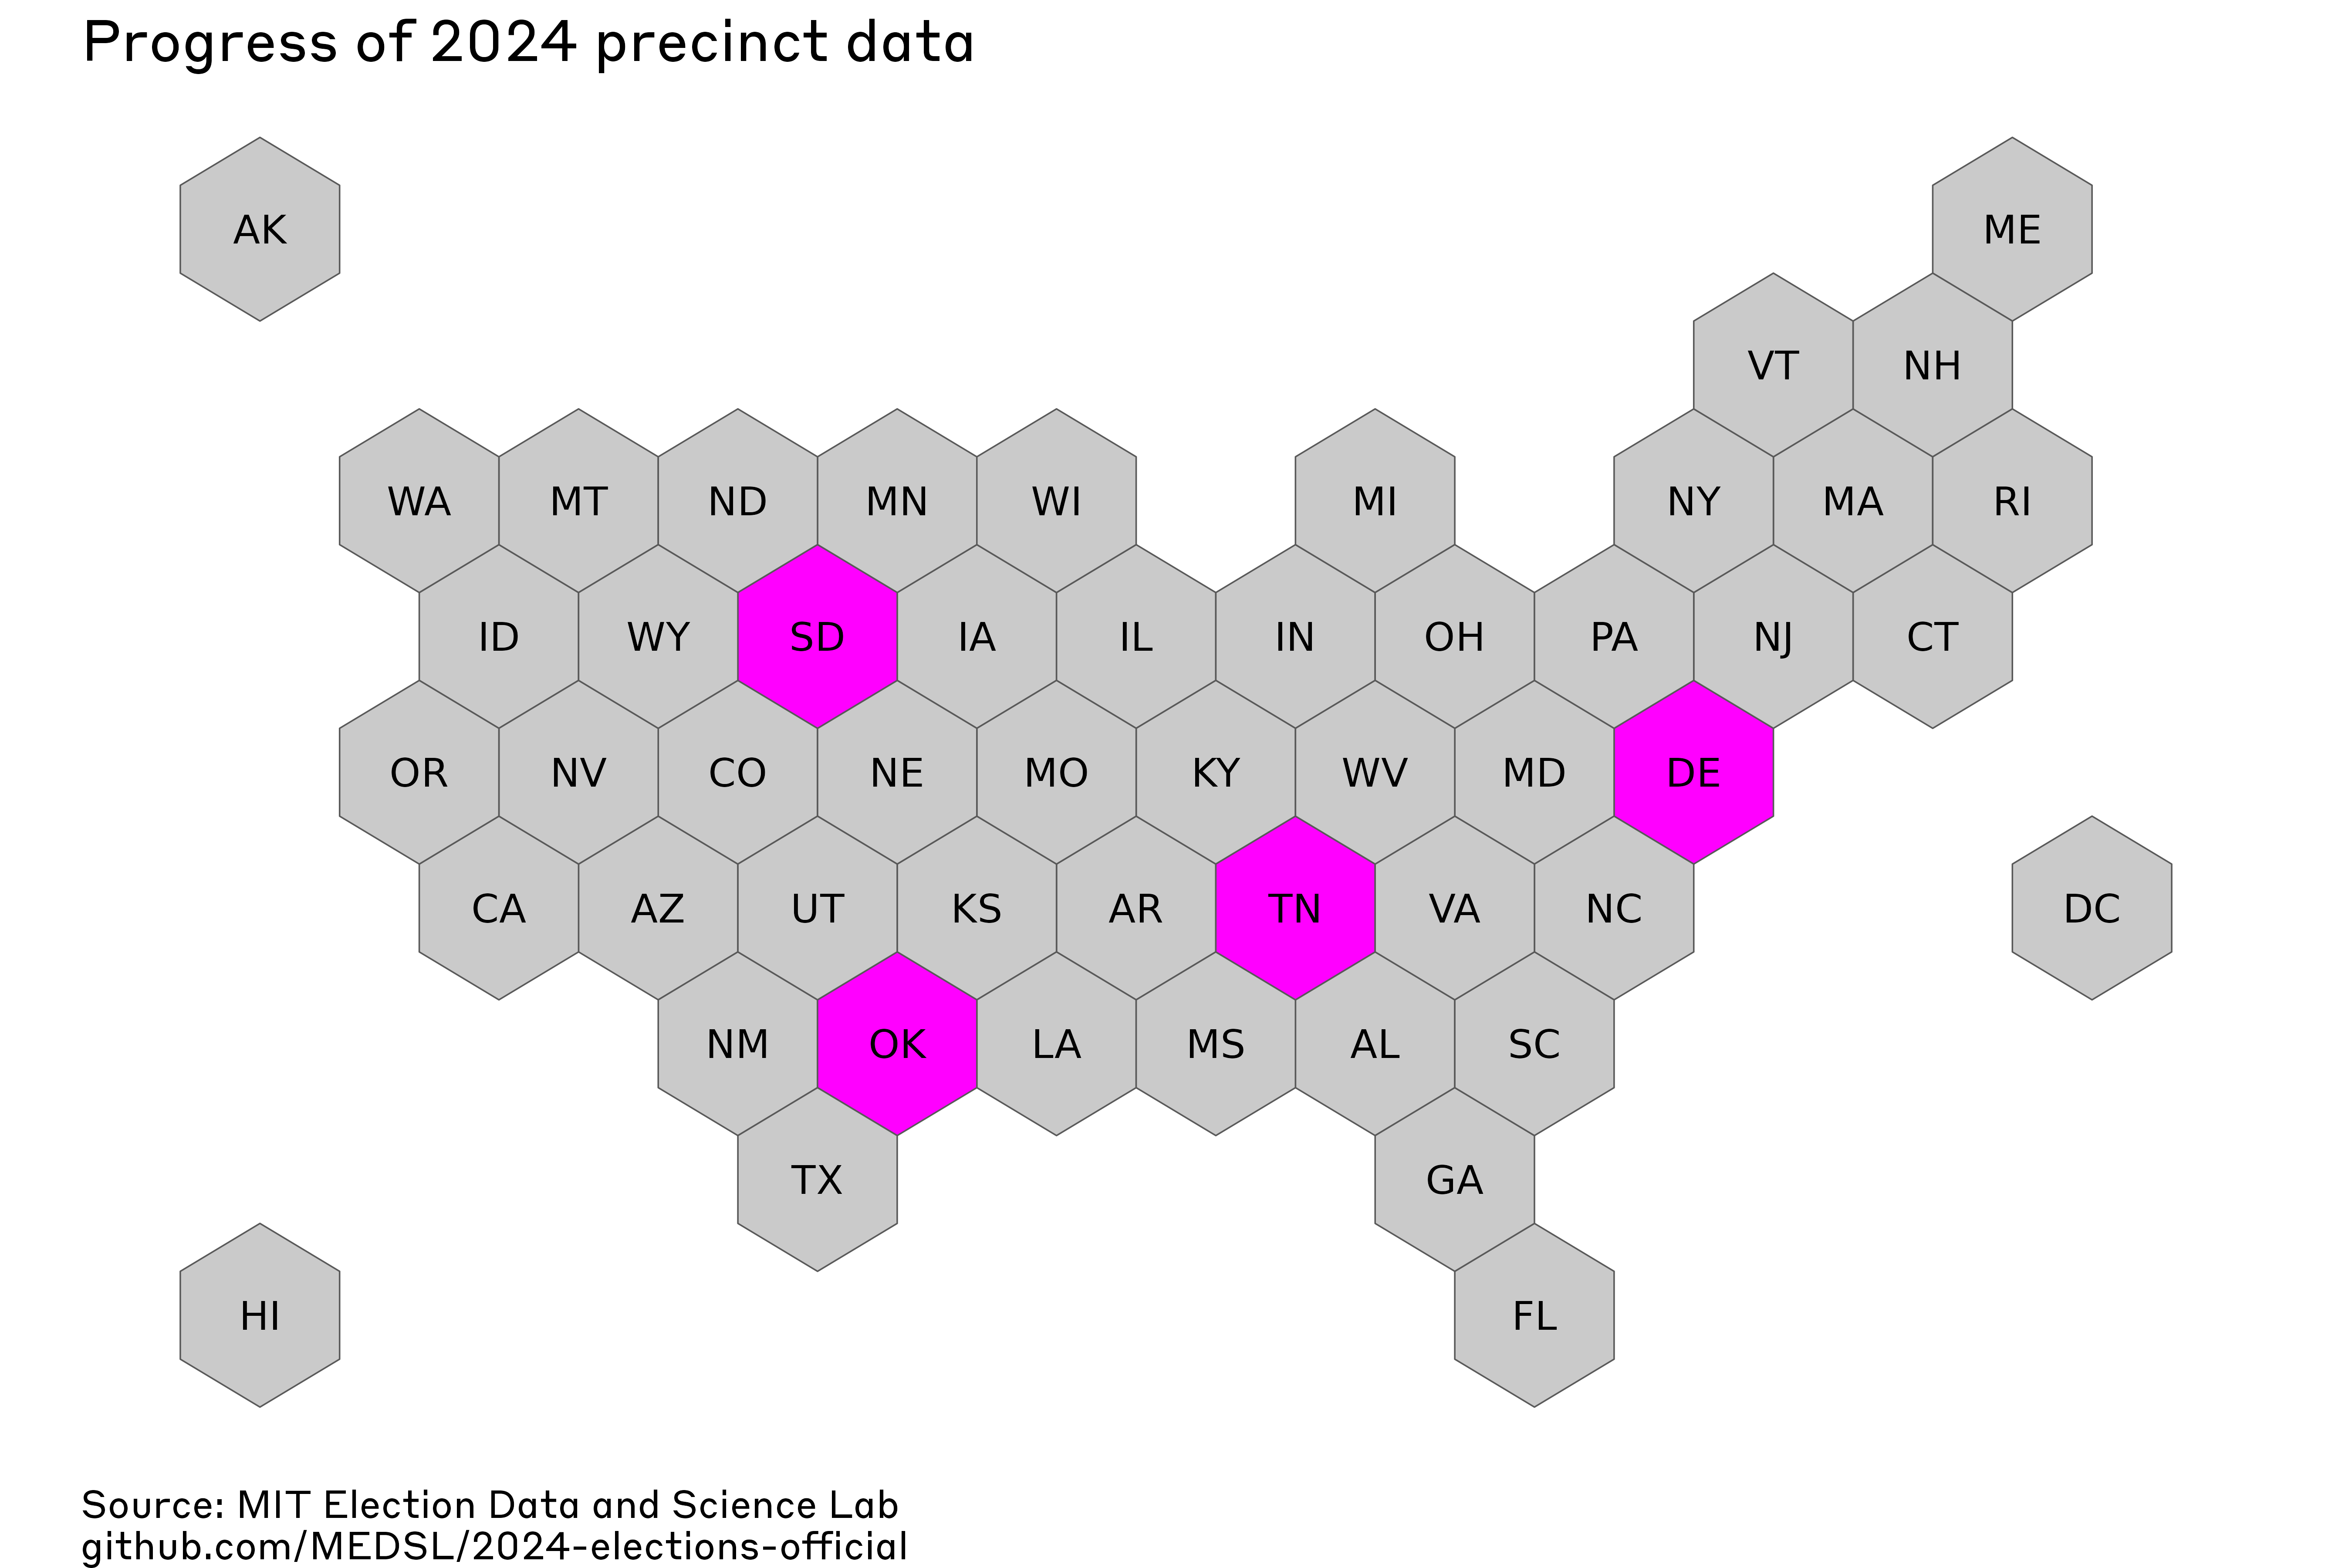 Progress of 2024 precinct data
AK
ME
VT NH
WA MT ND MN WI MI NY MA RI
ID WY SD IA IL IN OH PA NJ CT
OR NV CO NE MO KY WV MD DE
CA AZ UT KS AR TN VA NC DC
NM OK LA MS AL SC
TX GA
HI FL
Source: MIT Election Data and Science Lab
github.com/MEDSL/2024-elections-official